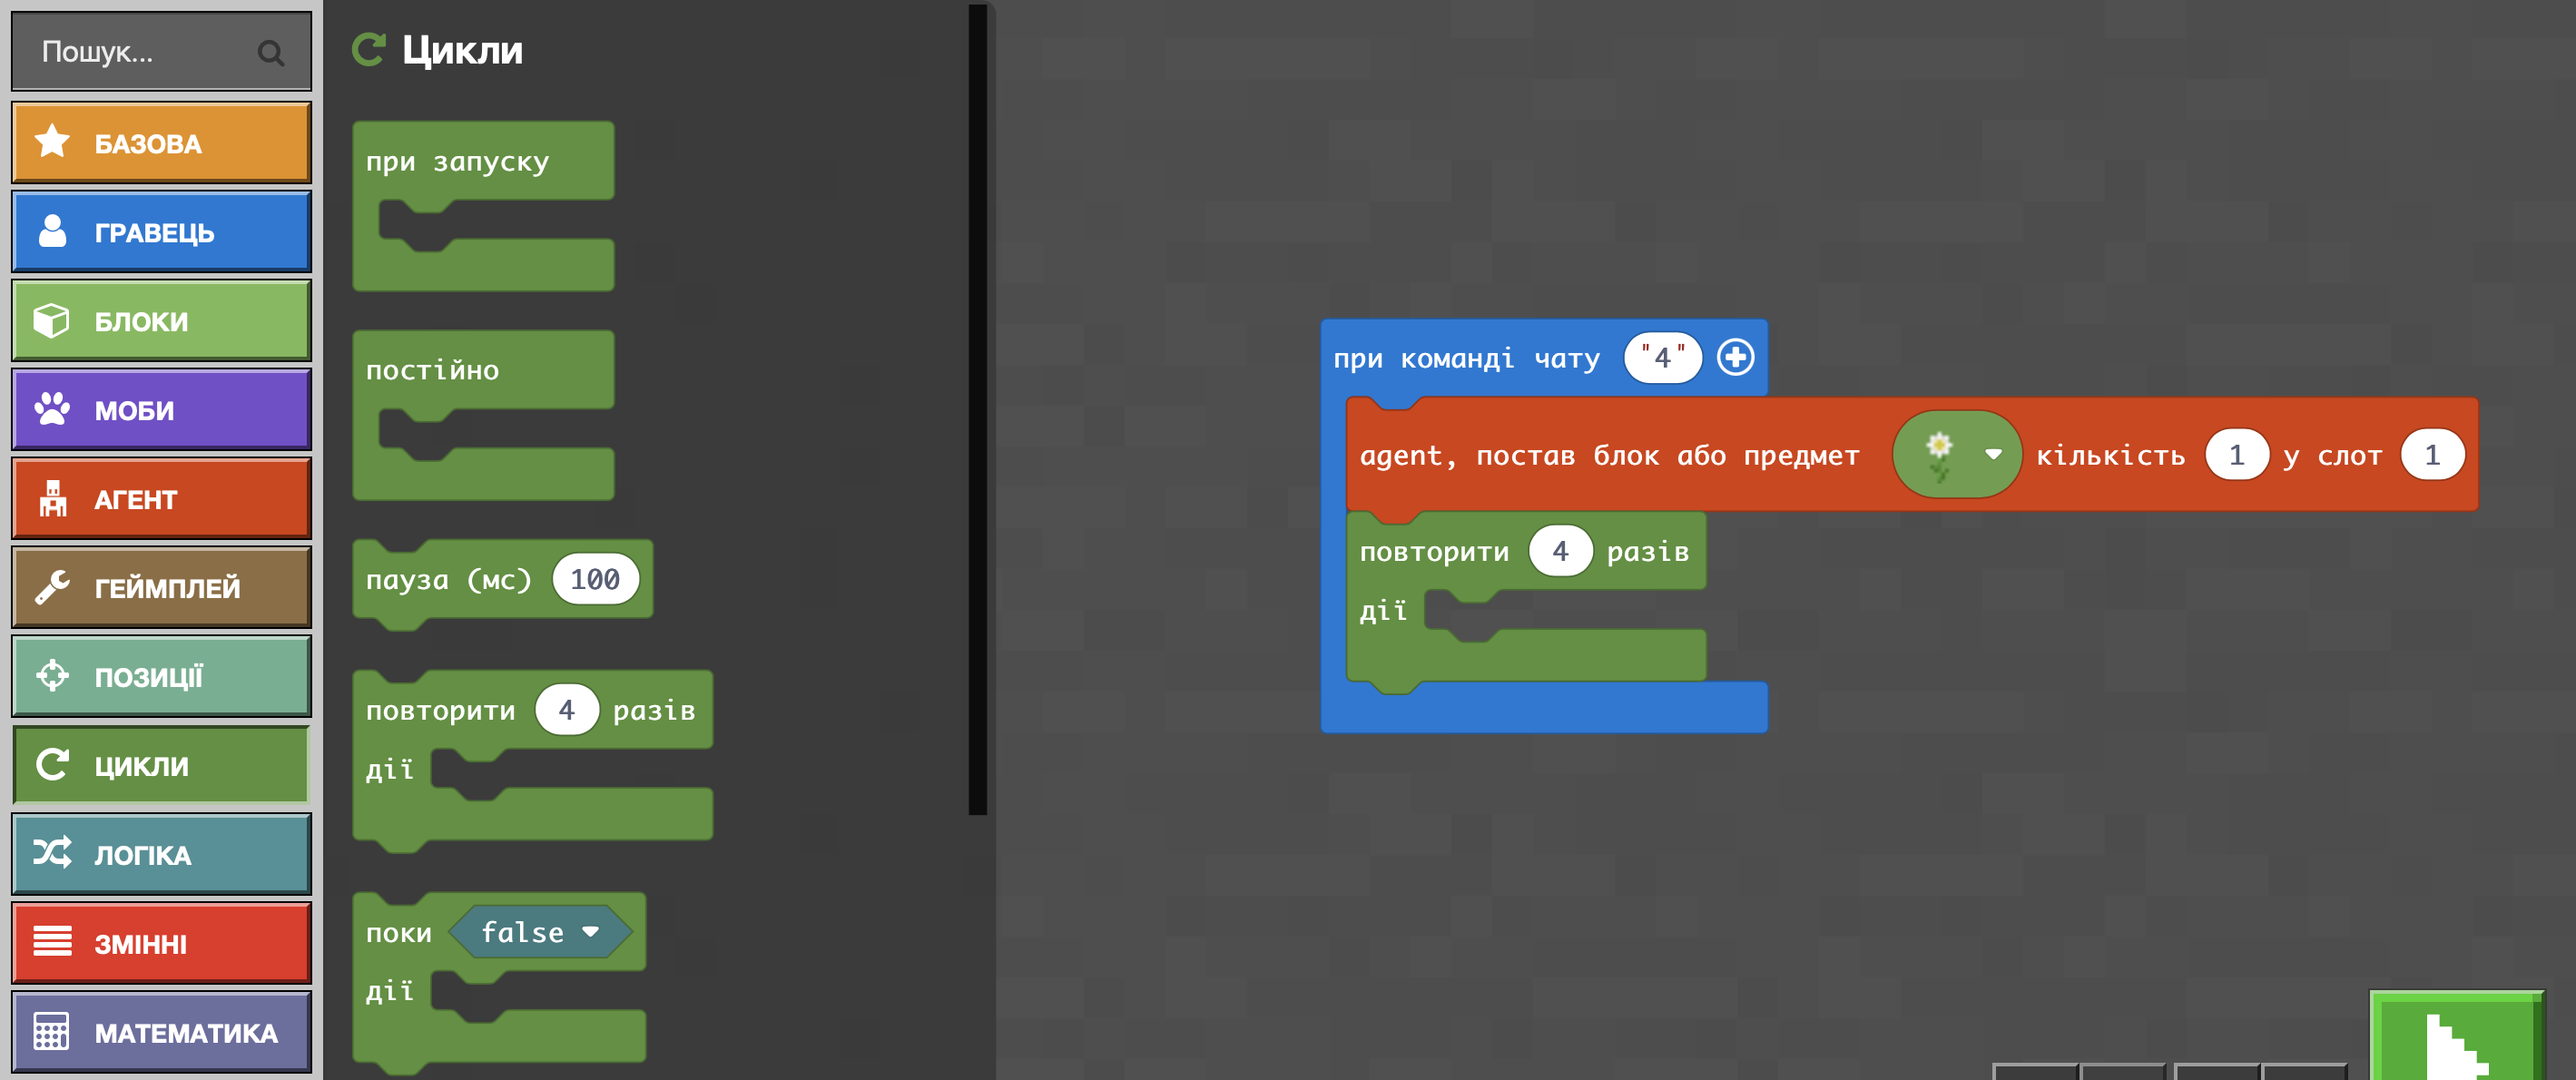 Пошук...
БАЗОВА
ГРАВЕЦЬ
БЛОКИ
МОБИ
АГЕНТ
ГЕЙМПЛЕЙ
ПОЗИЦІЇ
ЦИКЛИ
ЛОГІКА
ЗМІННІ
МАТЕМАТИКА
Цикли
при запуску
постійно
пауза (мс) 100
повторити 4 разів
дії
поки false
дії
при команді чату "4"
agent, постав блок або предмет кількість 1 у слот 1
повторити 4 разів
дії